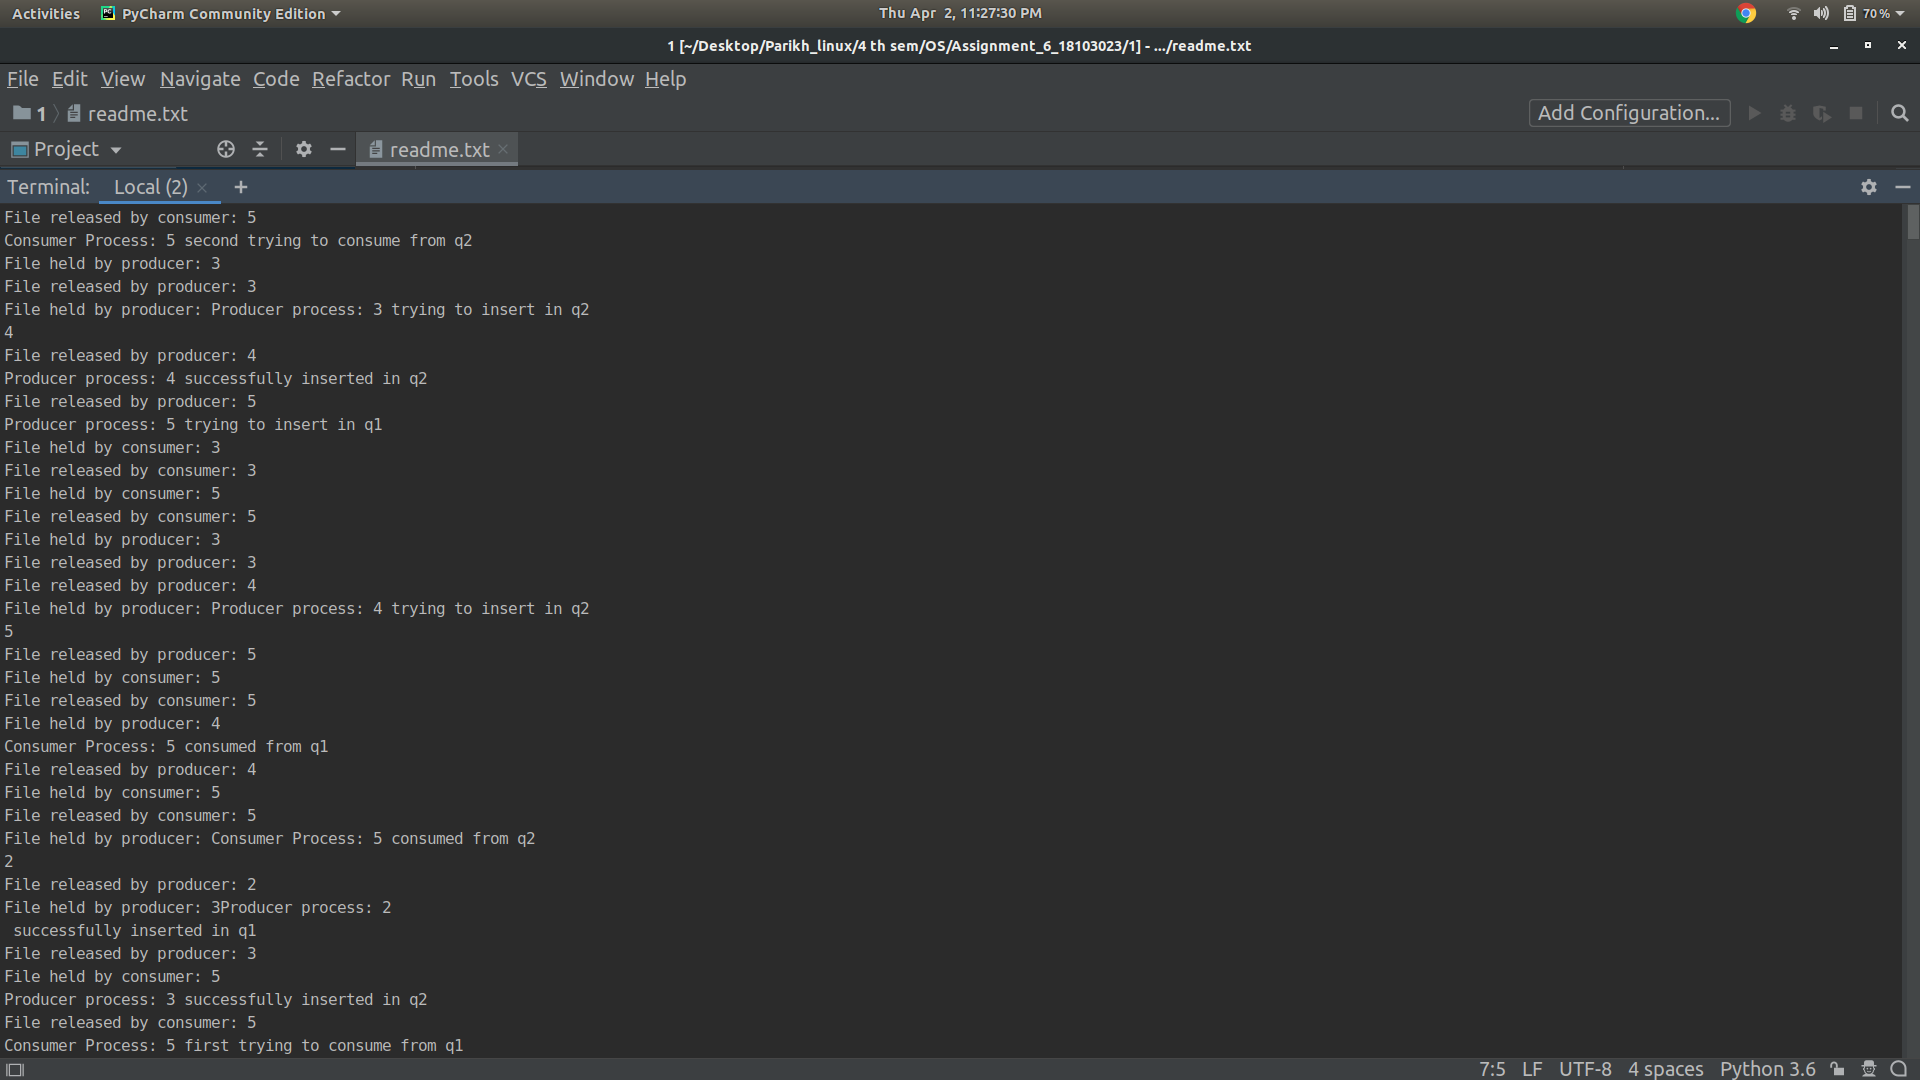 Activities PyCharm Community Edition Thu Apr 2, 11:27:30 PM 70 %
1 [~/Desktop/Parikh_linux/4 th sem/OS/Assignment_6_18103023/1] - .../readme.txt
File Edit View Navigate Code Refactor Run Tools VCS Window Help
1 readme.txt Add Configuration...
Project readme.txt
Terminal: Local (2) +
File released by consumer: 5
Consumer Process: 5 second trying to consume from q2
File held by producer: 3
File released by producer: 3
File held by producer: Producer process: 3 trying to insert in q2
4
File released by producer: 4
Producer process: 4 successfully inserted in q2
File released by producer: 5
Producer process: 5 trying to insert in q1
File held by consumer: 3
File released by consumer: 3
File held by consumer: 5
File released by consumer: 5
File held by producer: 3
File released by producer: 3
File released by producer: 4
File held by producer: Producer process: 4 trying to insert in q2
5
File released by producer: 5
File held by consumer: 5
File released by consumer: 5
File held by producer: 4
Consumer Process: 5 consumed from q1
File released by producer: 4
File held by consumer: 5
File released by consumer: 5
File held by producer: Consumer Process: 5 consumed from q2
2
File released by producer: 2
File held by producer: 3Producer process: 2
 successfully inserted in q1
File released by producer: 3
File held by consumer: 5
Producer process: 3 successfully inserted in q2
File released by consumer: 5
Consumer Process: 5 first trying to consume from q1
7:5 LF UTF-8 4 spaces Python 3.6